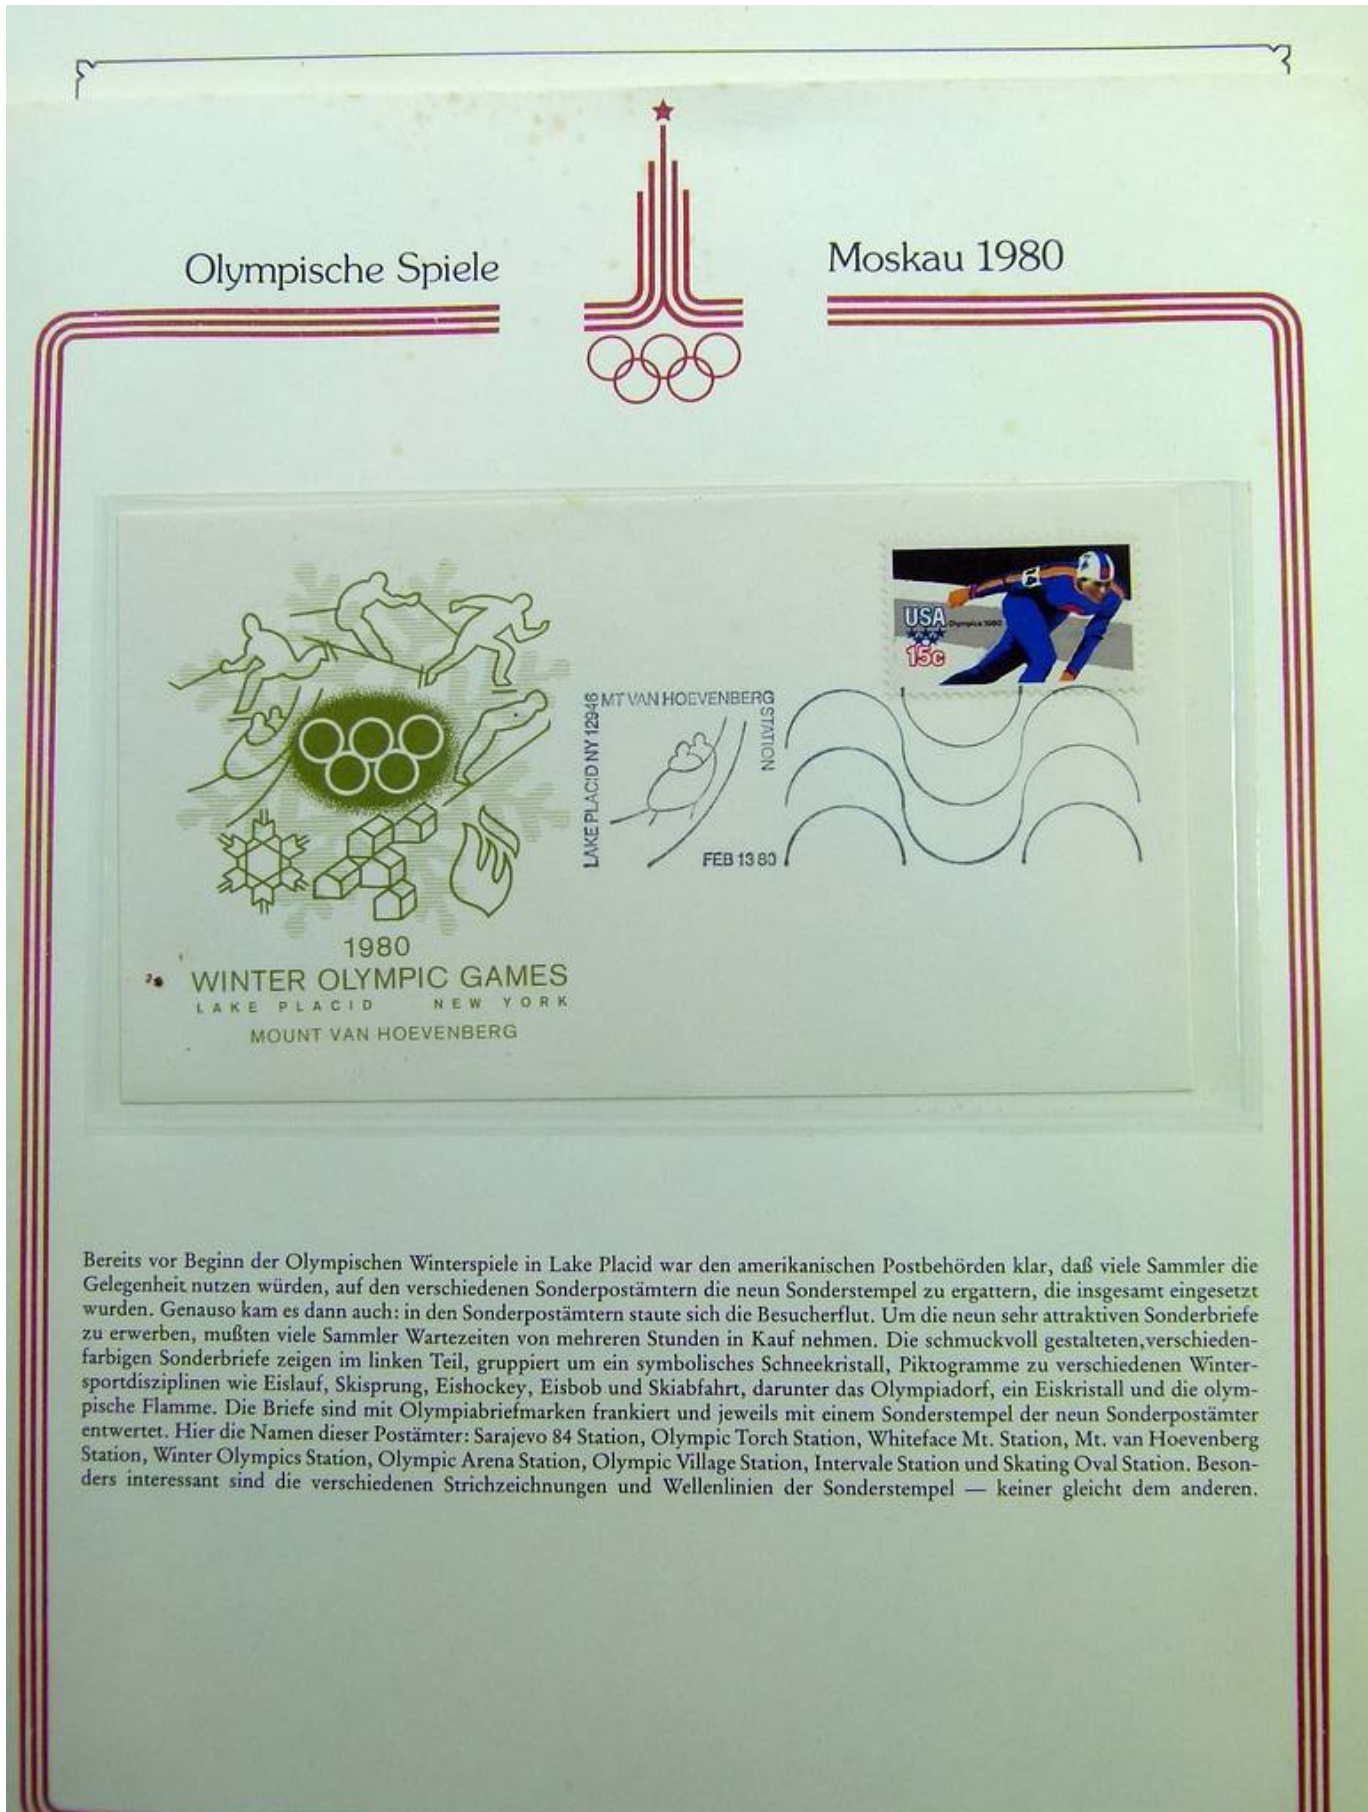 Olympische Spiele
Moskau 1980
USA
Olympics 1980
15c
MT VAN HOEVENBERG
STATION
LAKE PLACID NY 12946
FEB 13 80
1980
WINTER OLYMPIC GAMES
LAKE PLACID NEW YORK
MOUNT VAN HOEVENBERG
Bereits vor Beginn der Olympischen Winterspiele in Lake Placid war den amerikanischen Postbehörden klar, daß viele Sammler die
Gelegenheit nutzen würden, auf den verschiedenen Sonderpostämtern die neun Sonderstempel zu ergattern, die insgesamt eingesetzt
wurden. Genauso kam es dann auch: in den Sonderpostämtern staute sich die Besucherflut. Um die neun sehr attraktiven Sonderbriefe
zu erwerben, mußten viele Sammler Wartezeiten von mehreren Stunden in Kauf nehmen. Die schmuckvoll gestalteten,verschieden-
farbigen Sonderbriefe zeigen im linken Teil, gruppiert um ein symbolisches Schneekristall, Piktogramme zu verschiedenen Winter-
sportdisziplinen wie Eislauf, Skisprung, Eishockey, Eisbob und Skiabfahrt, darunter das Olympiadorf, ein Eiskristall und die olym-
pische Flamme. Die Briefe sind mit Olympiabriefmarken frankiert und jeweils mit einem Sonderstempel der neun Sonderpostämter
entwertet. Hier die Namen dieser Postämter: Sarajevo 84 Station, Olympic Torch Station, Whiteface Mt. Station, Mt. van Hoevenberg
Station, Winter Olympics Station, Olympic Arena Station, Olympic Village Station, Intervale Station und Skating Oval Station. Beson-
ders interessant sind die verschiedenen Strichzeichnungen und Wellenlinien der Sonderstempel — keiner gleicht dem anderen.